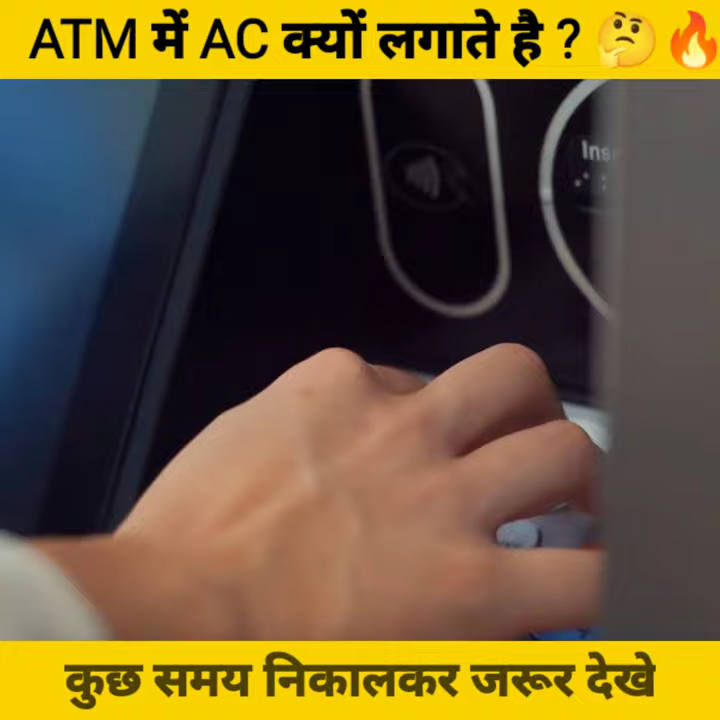 ATM में AC क्यों लगाते है ? 🤔🔥
कुछ समय निकालकर जरूर देखे